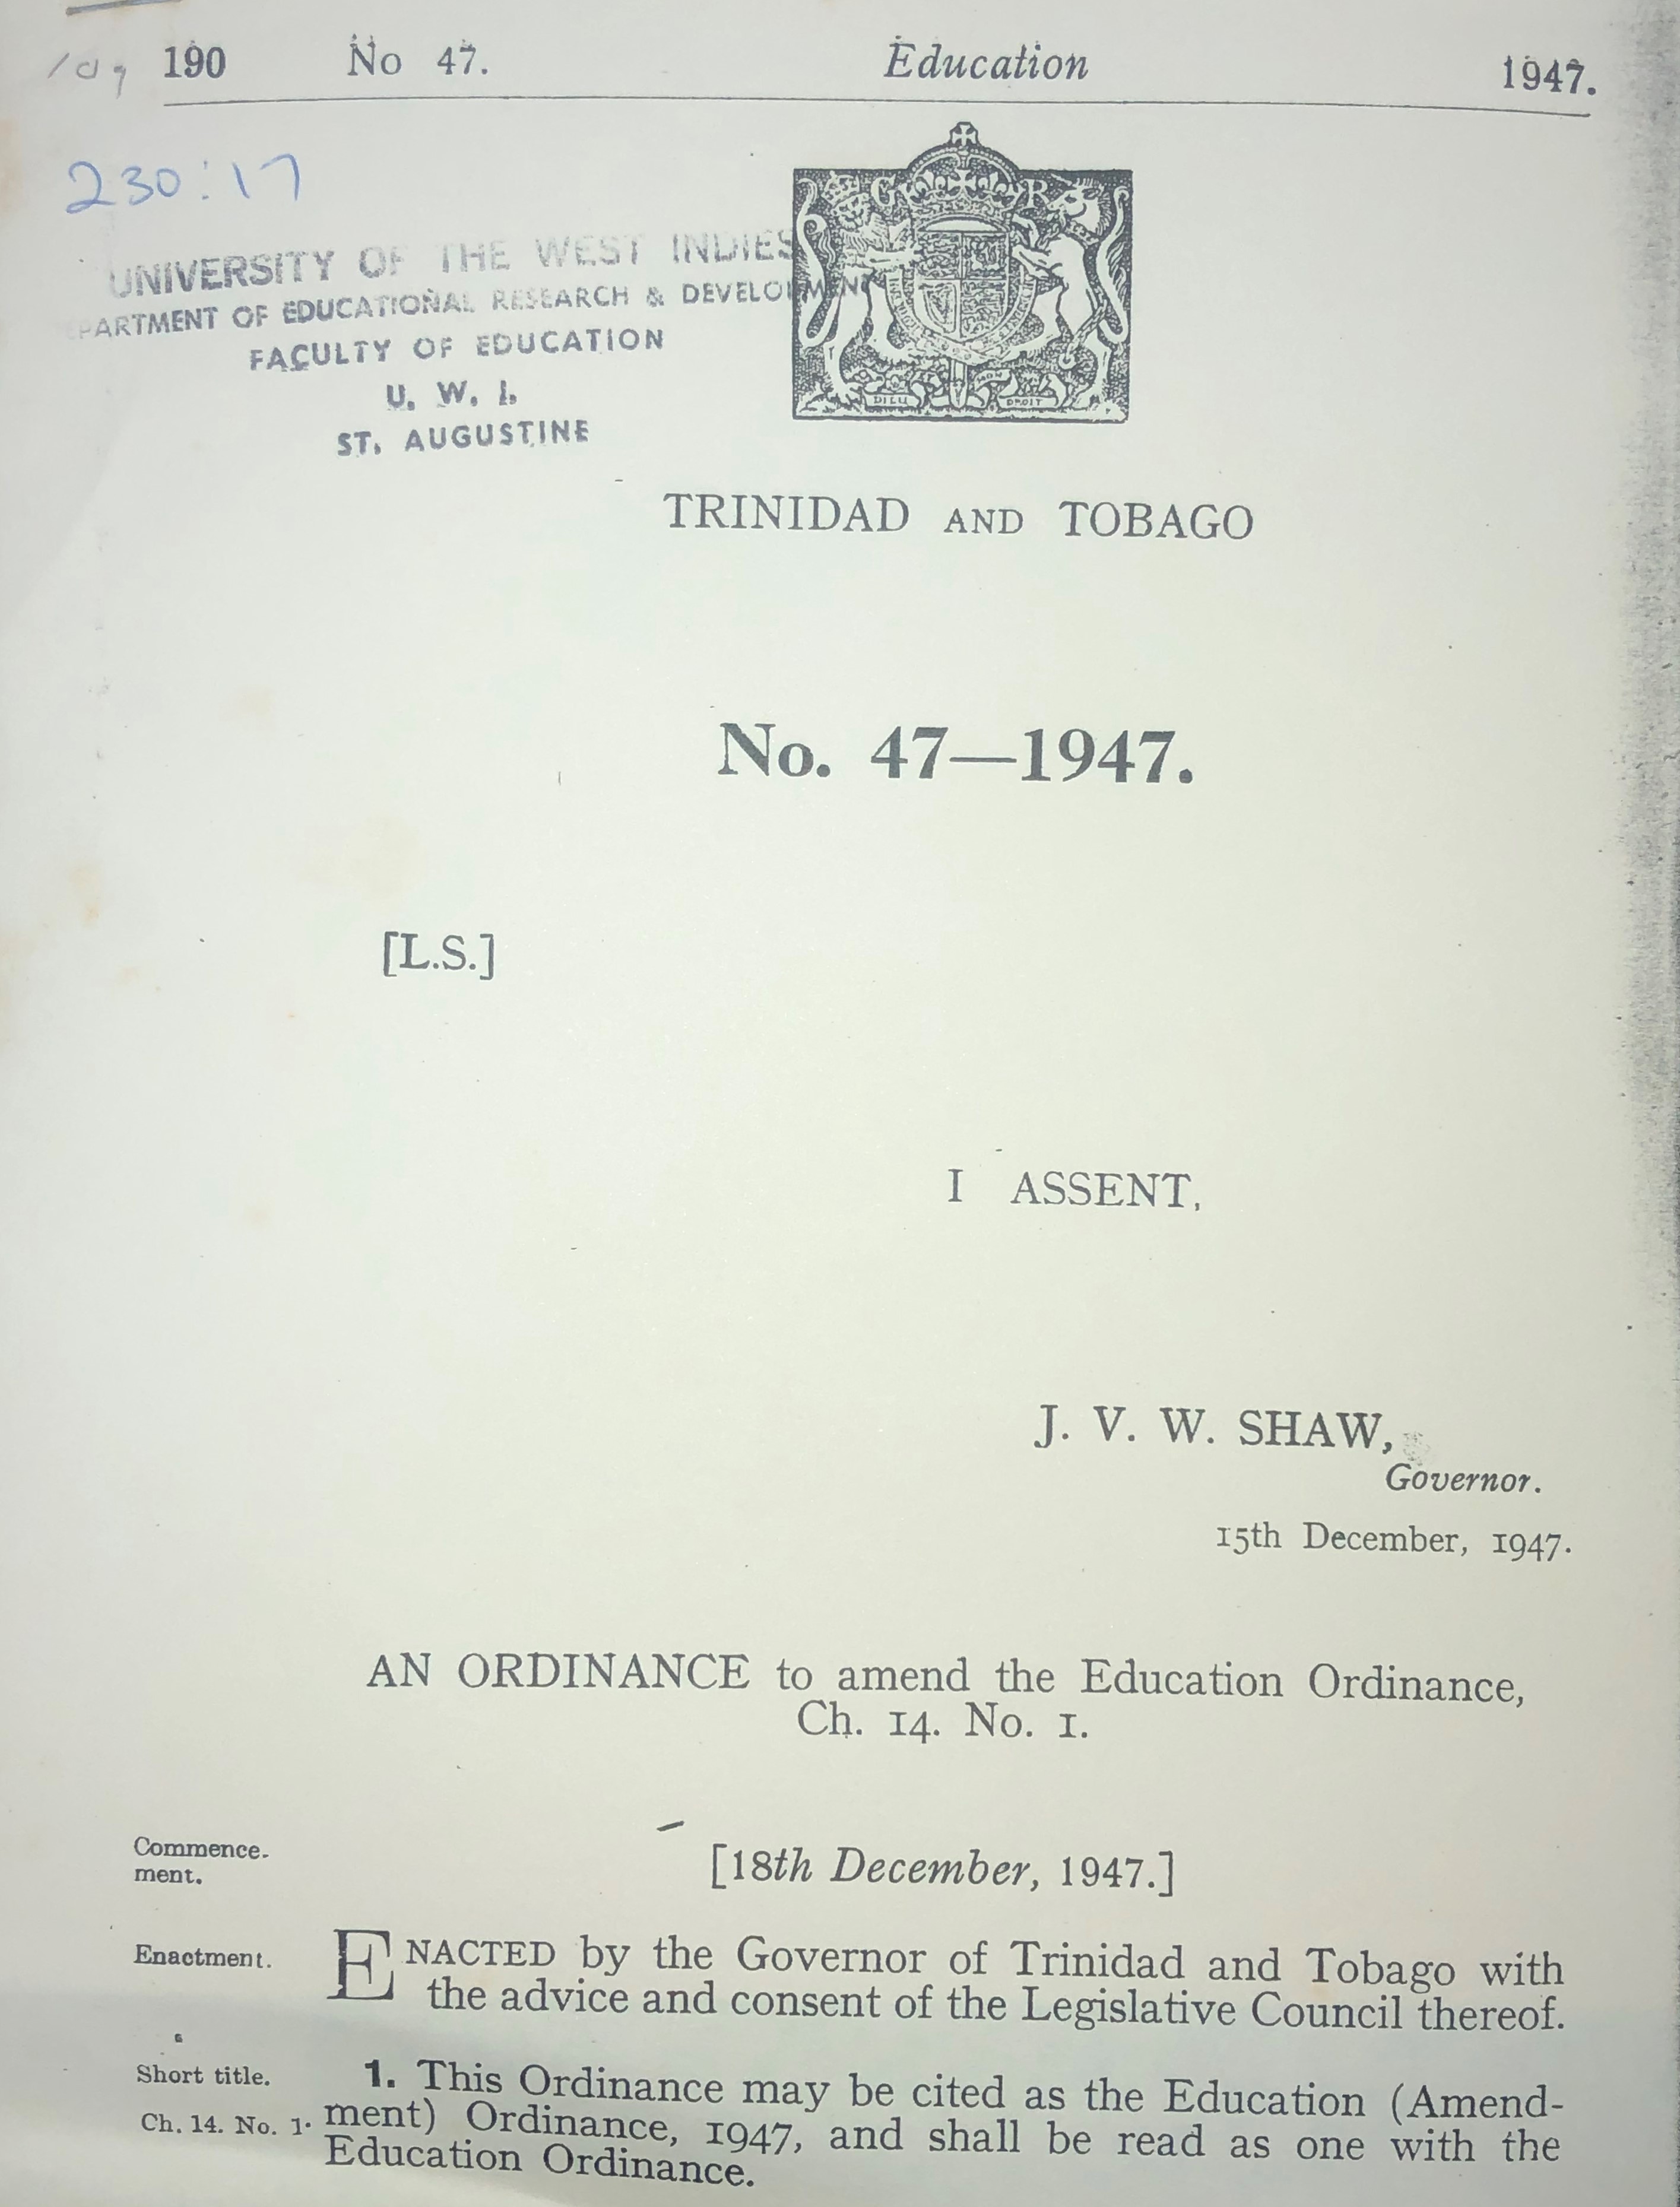 190 No 47. Education 1947.
230:17
UNIVERSITY OF THE WEST INDIES
PARTMENT OF EDUCATIONAL RESEARCH & DEVELOPMENT
FACULTY OF EDUCATION
U. W. I.
ST. AUGUSTINE
G R
DIEU MON DROIT
TRINIDAD AND TOBAGO
No. 47—1947.
[L.S.]
I ASSENT,
J. V. W. SHAW,
Governor.
15th December, 1947.
AN ORDINANCE to amend the Education Ordinance,
Ch. 14. No. 1.
Commence-
ment.
[18th December, 1947.]
Enactment.
ENACTED by the Governor of Trinidad and Tobago with
the advice and consent of the Legislative Council thereof.
Short title.
Ch. 14. No. 1.
1. This Ordinance may be cited as the Education (Amend-
ment) Ordinance, 1947, and shall be read as one with the
Education Ordinance.